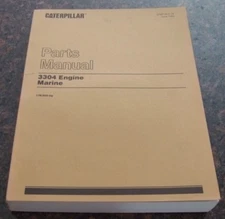 CATERPILLAR
Parts
Manual
3304 Engine
Marine